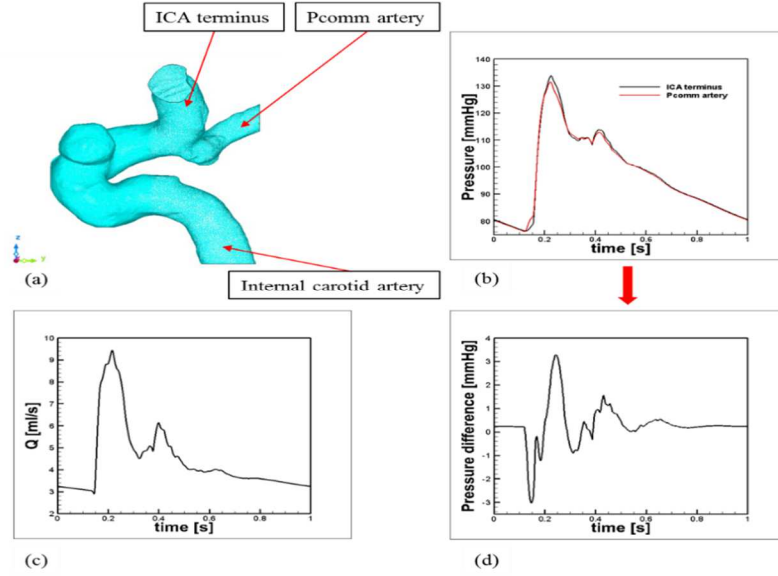 ICA terminus
Pcomm artery
Internal carotid artery
z
y
(a)
Pressure [mmHg]
140
130
120
110
100
90
80
0
0.2
0.4
0.6
0.8
1
time [s]
ICA terminus
Pcomm artery
(b)
Q [ml/s]
10
9
8
7
6
5
4
3
2
0
0.2
0.4
0.6
0.8
1
time [s]
(c)
Pressure difference [mmHg]
4
3
2
1
0
-1
-2
-3
0
0.2
0.4
0.6
0.8
1
time [s]
(d)